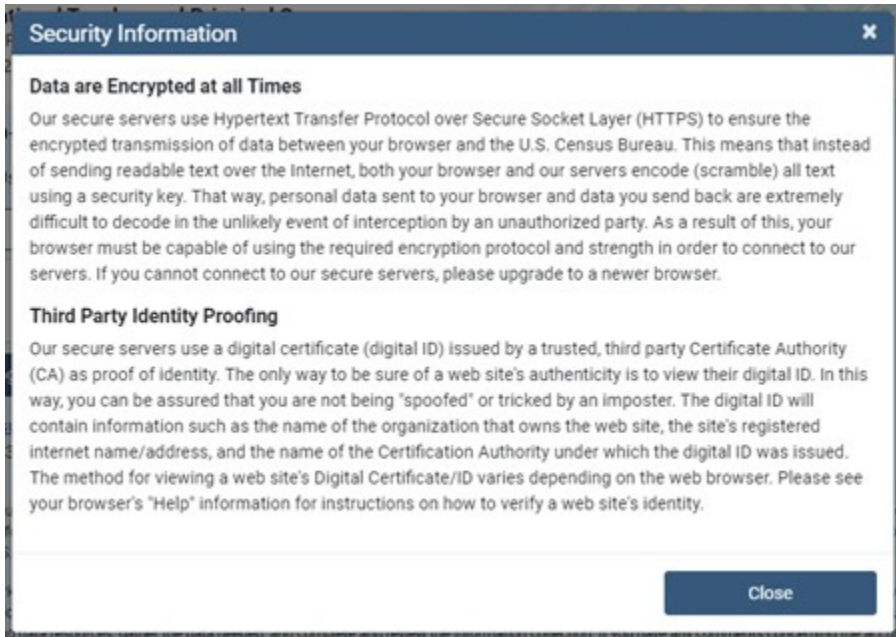 Security Information
Data are Encrypted at all Times
Our secure servers use Hypertext Transfer Protocol over Secure Socket Layer (HTTPS) to ensure the
encrypted transmission of data between your browser and the U.S. Census Bureau. This means that instead
of sending readable text over the Internet, both your browser and our servers encode (scramble) all text
using a security key. That way, personal data sent to your browser and data you send back are extremely
difficult to decode in the unlikely event of interception by an unauthorized party. As a result of this, your
browser must be capable of using the required encryption protocol and strength in order to connect to our
servers. If you cannot connect to our secure servers, please upgrade to a newer browser.
Third Party Identity Proofing
Our secure servers use a digital certificate (digital ID) issued by a trusted, third party Certificate Authority
(CA) as proof of identity. The only way to be sure of a web site's authenticity is to view their digital ID. In this
way, you can be assured that you are not being "spoofed" or tricked by an imposter. The digital ID will
contain information such as the name of the organization that owns the web site, the site's registered
internet name/address, and the name of the Certification Authority under which the digital ID was issued.
The method for viewing a web site's Digital Certificate/ID varies depending on the web browser. Please see
your browser's "Help" information for instructions on how to verify a web site's identity.
Close